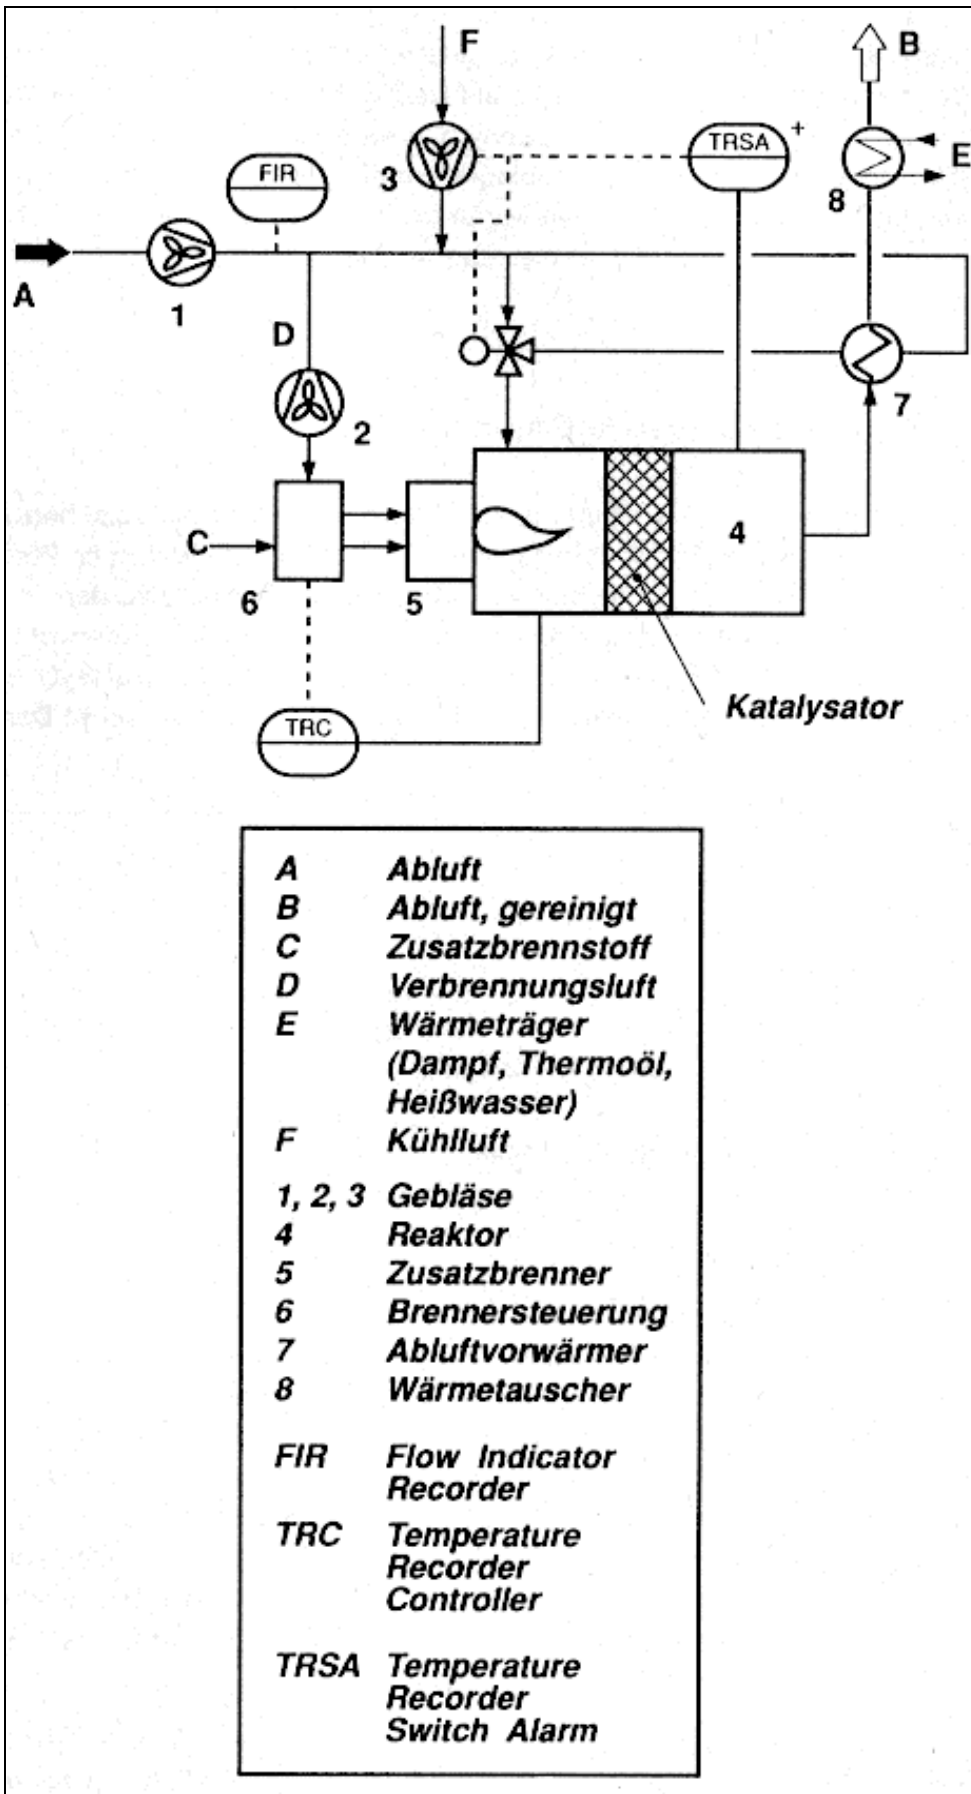 F
B
TRSA
+
FIR
3
E
8
A
1
D
2
7
C
4
6
5
TRC
Katalysator
A Abluft
B Abluft, gereinigt
C Zusatzbrennstoff
D Verbrennungsluft
E Wärmeträger
(Dampf, Thermoöl,
Heißwasser)
F Kühlluft
1, 2, 3 Gebläse
4 Reaktor
5 Zusatzbrenner
6 Brennersteuerung
7 Abluftvorwärmer
8 Wärmetauscher
FIR Flow Indicator
Recorder
TRC Temperature
Recorder
Controller
TRSA Temperature
Recorder
Switch Alarm